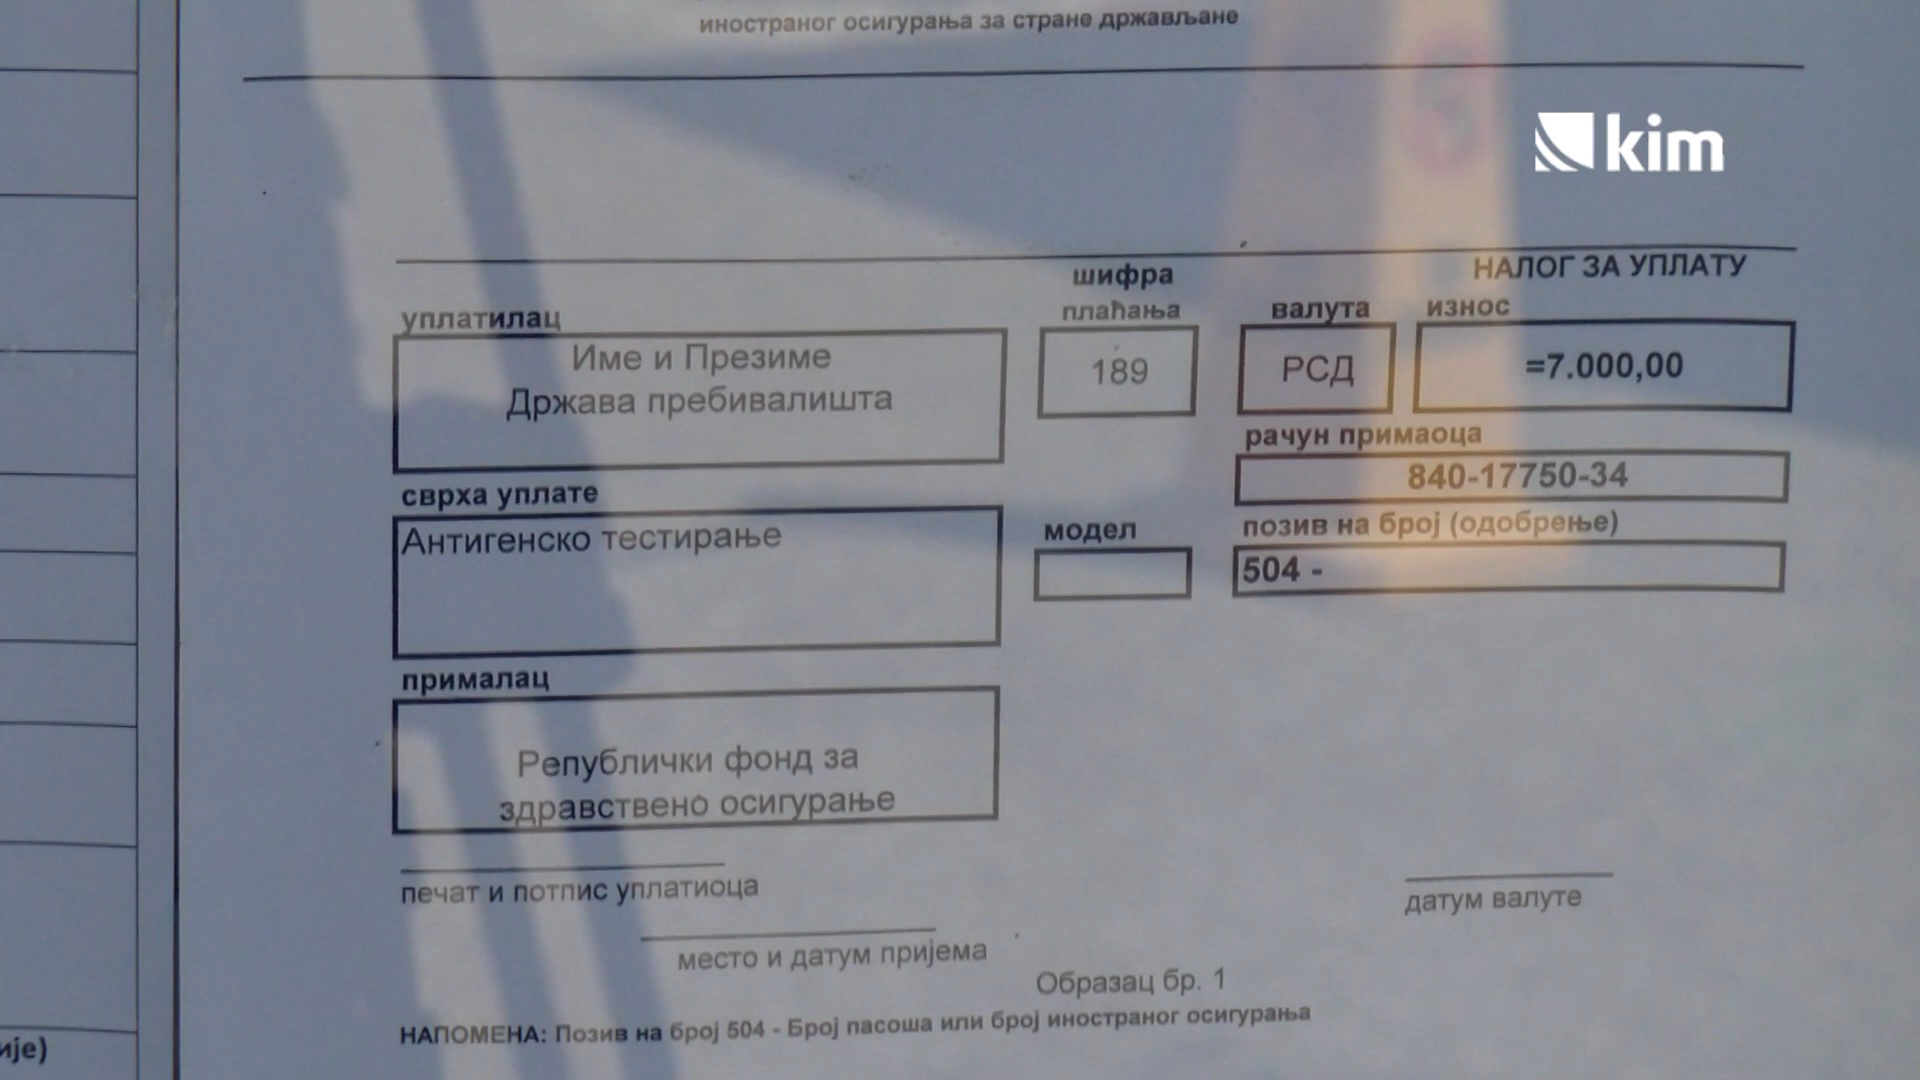 иностраног осигурања за стране држављане
kim
НАЛОГ ЗА УПЛАТУ
шифра
плаћања
уплатилац
валута
износ
Име и Презиме
Држава пребивалишта
189
РСД
=7.000,00
рачун примаоца
840-17750-34
сврха уплате
Антигенско тестирање
модел
позив на број (одобрење)
504 -
прималац
Републички фонд за
здравствено осигурање
печат и потпис уплатиоца
датум валуте
место и датум пријема
Образац бр. 1
НАПОМЕНА: Позив на број 504 - Број пасоша или број иностраног осигурања
ије)